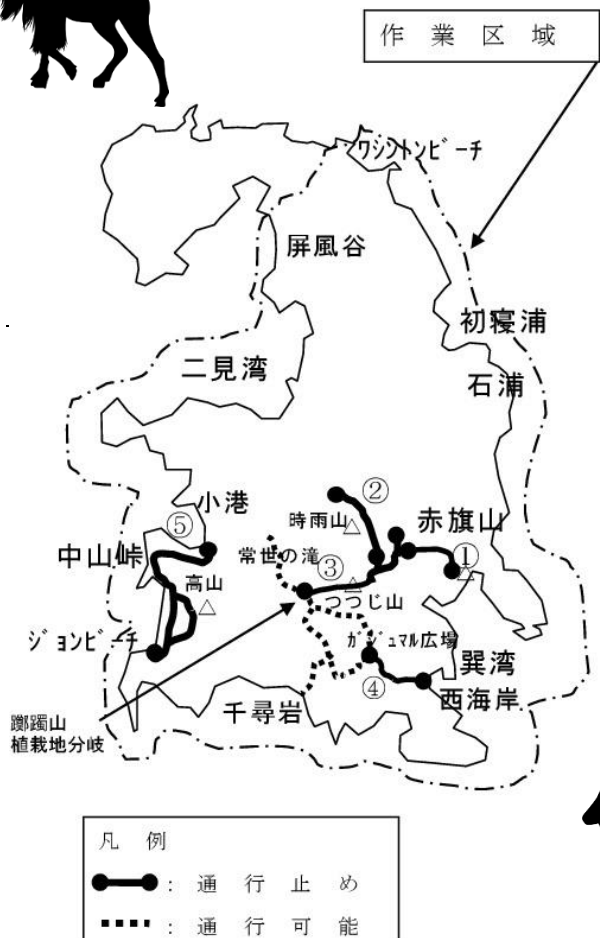 作業区域
ワシントンビーチ
屏風谷
初寝浦
二見湾
石浦
②
小港
時雨山
赤旗山
⑤
中山峠
常世の滝
①
③
高山
つつじ山
ジョンビーチ
ガジュマル広場
巽湾
④
西海岸
千尋岩
躑躅山
植栽地分岐
凡例
：通行止め
：通行可能